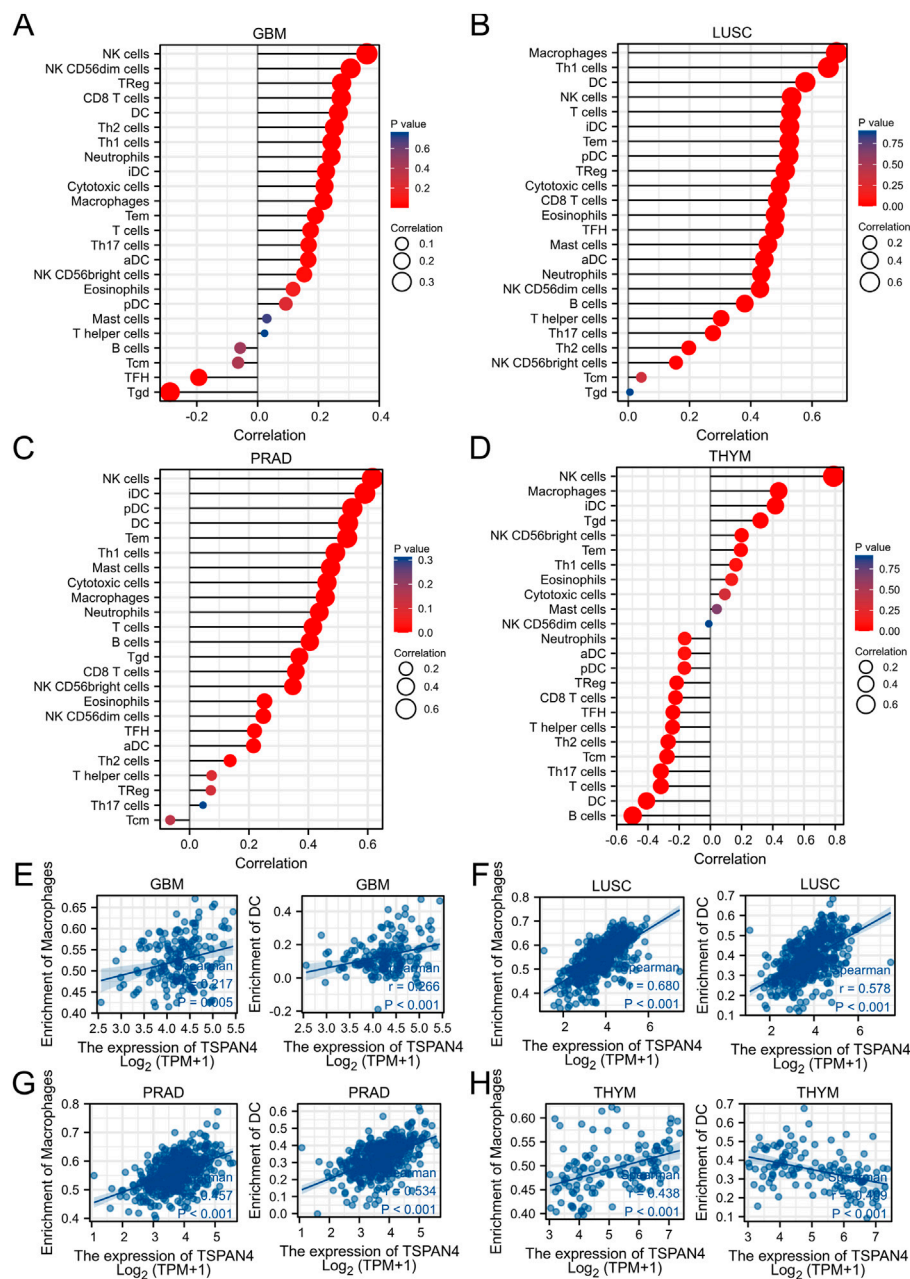 A
GBM
NK cells
NK CD56dim cells
TReg
CD8 T cells
DC
Th2 cells
Th1 cells
Neutrophils
iDC
Cytotoxic cells
Macrophages
Tem
T cells
Th17 cells
aDC
NK CD56bright cells
Eosinophils
pDC
Mast cells
T helper cells
B cells
Tcm
TFH
Tgd
-0.2 0.0 0.2 0.4
Correlation
P value
0.6
0.4
0.2
Correlation
0.1
0.2
0.3
B
LUSC
Macrophages
Th1 cells
DC
NK cells
T cells
iDC
Tem
pDC
TReg
Cytotoxic cells
CD8 T cells
Eosinophils
TFH
Mast cells
aDC
Neutrophils
NK CD56dim cells
B cells
T helper cells
Th17 cells
Th2 cells
NK CD56bright cells
Tcm
Tgd
0.0 0.2 0.4 0.6
Correlation
P value
0.75
0.50
0.25
0.00
Correlation
0.2
0.4
0.6
C
PRAD
NK cells
iDC
pDC
DC
Tem
Th1 cells
Mast cells
Cytotoxic cells
Macrophages
Neutrophils
T cells
B cells
Tgd
CD8 T cells
NK CD56bright cells
Eosinophils
NK CD56dim cells
TFH
aDC
Th2 cells
T helper cells
TReg
Th17 cells
Tcm
0.0 0.2 0.4 0.6
Correlation
P value
0.3
0.2
0.1
0.0
Correlation
0.2
0.4
0.6
D
THYM
NK cells
Macrophages
iDC
Tgd
NK CD56bright cells
Tem
Th1 cells
Eosinophils
Cytotoxic cells
Mast cells
NK CD56dim cells
Neutrophils
aDC
pDC
TReg
CD8 T cells
TFH
T helper cells
Th2 cells
Tcm
Th17 cells
T cells
DC
B cells
-0.6 -0.4 -0.2 0.0 0.2 0.4 0.6 0.8
Correlation
P value
0.75
0.50
0.25
0.00
Correlation
0.2
0.4
0.6
E
GBM
Enrichment of Macrophages
0.65
0.60
0.55
0.50
0.45
0.40
Spearman
r = 0.217
P = 0.005
2.5 3.0 3.5 4.0 4.5 5.0 5.5
The expression of TSPAN4
Log2 (TPM+1)
GBM
Enrichment of DC
0.4
0.2
0.0
-0.2
Spearman
r = 0.266
P < 0.001
2.5 3.0 3.5 4.0 4.5 5.0 5.5
The expression of TSPAN4
Log2 (TPM+1)
F
LUSC
Enrichment of Macrophages
0.7
0.6
0.5
0.4
Spearman
r = 0.680
P < 0.001
2 4 6
The expression of TSPAN4
Log2 (TPM+1)
LUSC
Enrichment of DC
0.7
0.6
0.5
0.4
0.3
0.2
0.1
Spearman
r = 0.578
P < 0.001
2 4 6
The expression of TSPAN4
Log2 (TPM+1)
G
PRAD
Enrichment of Macrophages
0.8
0.7
0.6
0.5
0.4
Spearman
r = 0.457
P < 0.001
1 2 3 4 5
The expression of TSPAN4
Log2 (TPM+1)
PRAD
Enrichment of DC
0.6
0.5
0.4
0.3
0.2
0.1
0.0
Spearman
r = 0.534
P < 0.001
1 2 3 4 5
The expression of TSPAN4
Log2 (TPM+1)
H
THYM
Enrichment of Macrophages
0.60
0.55
0.50
0.45
0.40
Spearman
r = 0.438
P < 0.001
3 4 5 6 7
The expression of TSPAN4
Log2 (TPM+1)
THYM
Enrichment of DC
0.7
0.6
0.5
0.4
0.3
0.2
0.1
Spearman
P < 0.001
3 4 5 6 7
The expression of TSPAN4
Log2 (TPM+1)